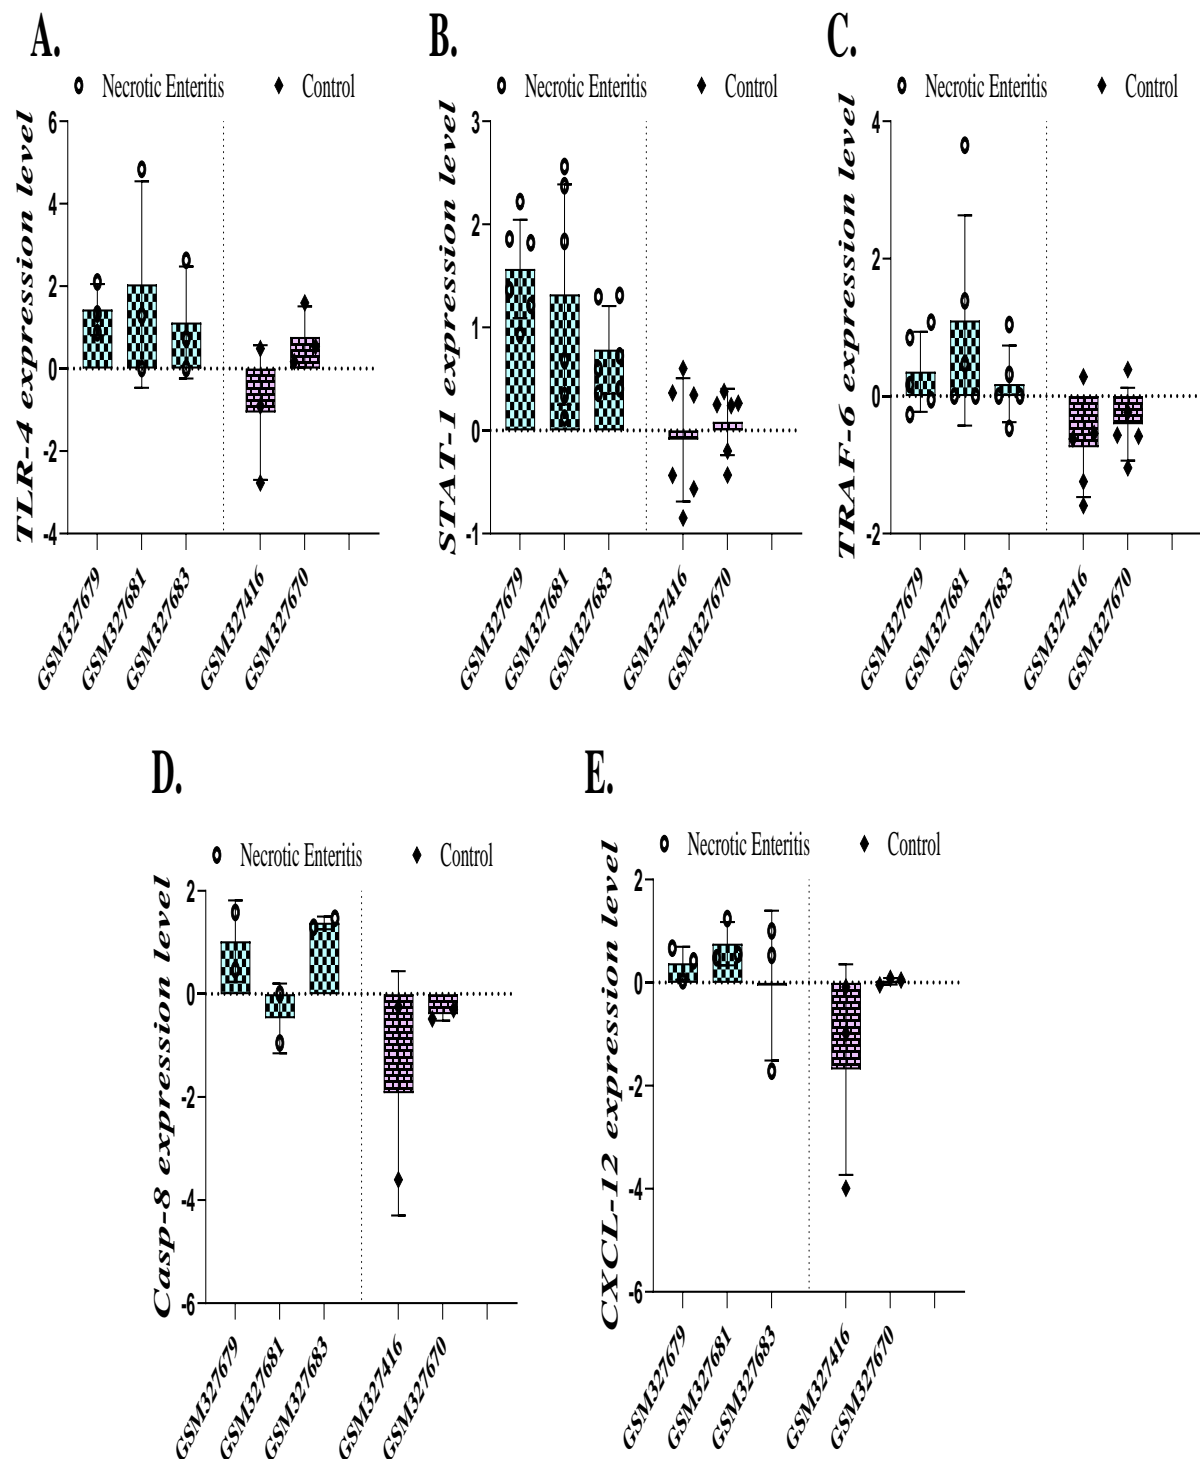 A.
Necrotic Enteritis
Control
TLR-4 expression level
6
4
2
0
-2
-4
GSM327679
GSM327681
GSM327683
GSM327416
GSM327670
B.
Necrotic Enteritis
Control
STAT-1 expression level
3
2
1
0
-1
GSM327679
GSM327681
GSM327683
GSM327416
GSM327670
C.
Necrotic Enteritis
Control
TRAF-6 expression level
4
2
0
-2
GSM327679
GSM327681
GSM327683
GSM327416
GSM327670
D.
Necrotic Enteritis
Control
Casp-8 expression level
2
0
-2
-4
-6
GSM327679
GSM327681
GSM327683
GSM327416
GSM327670
E.
Necrotic Enteritis
Control
CXCL-12 expression level
2
0
-2
-4
-6
GSM327679
GSM327681
GSM327683
GSM327416
GSM327670